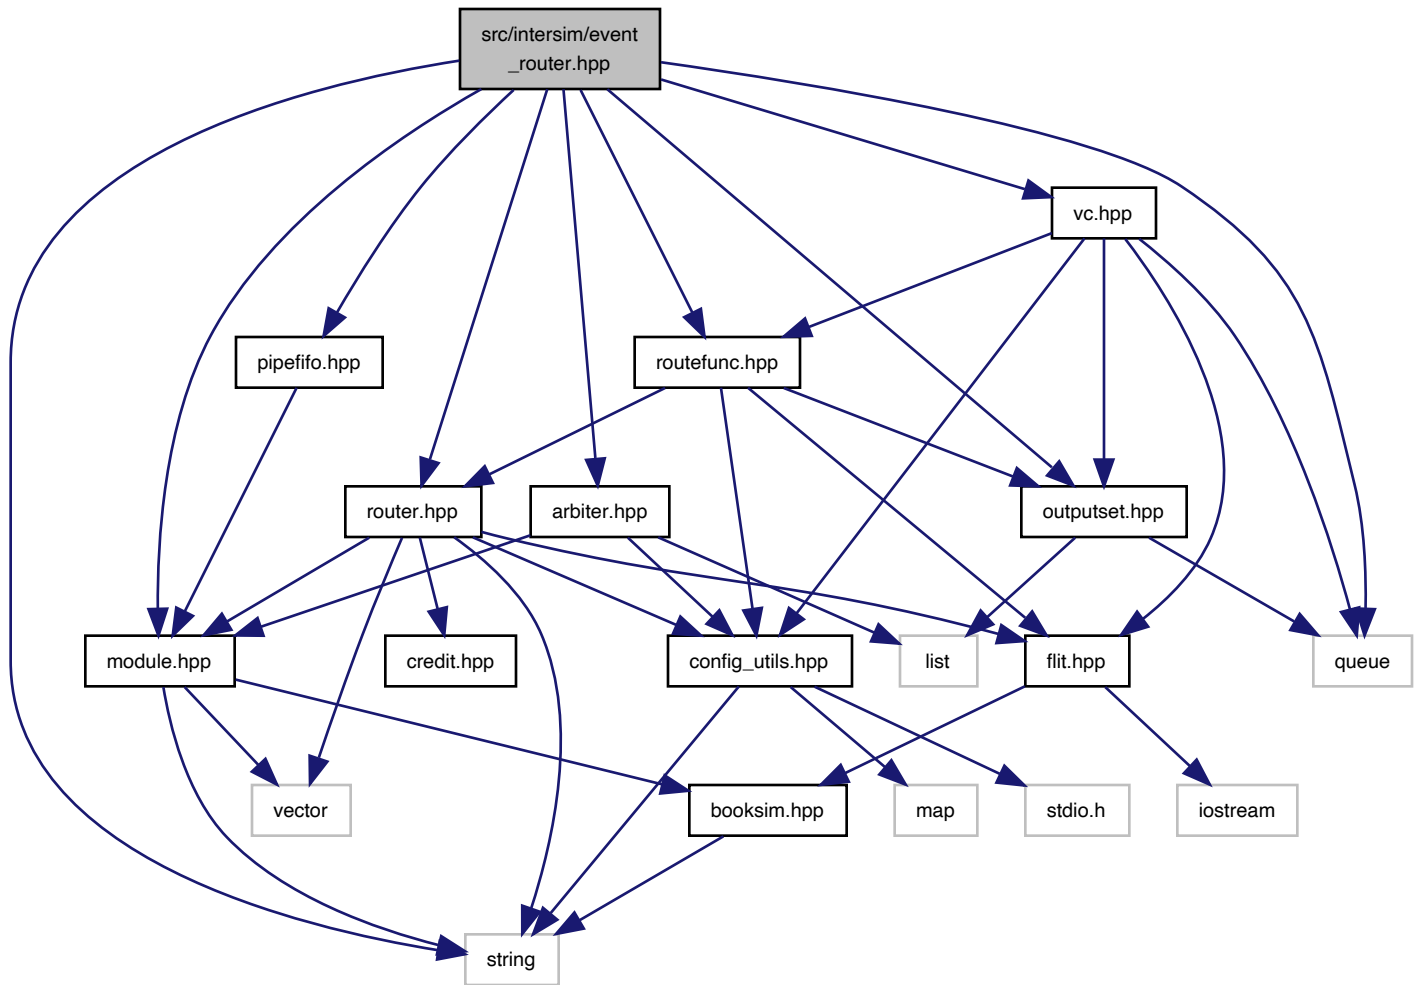 src/intersim/event
_router.hpp
vc.hpp
pipefifo.hpp
routefunc.hpp
router.hpp
arbiter.hpp
outputset.hpp
module.hpp
credit.hpp
config_utils.hpp
list
flit.hpp
queue
vector
booksim.hpp
map
stdio.h
iostream
string